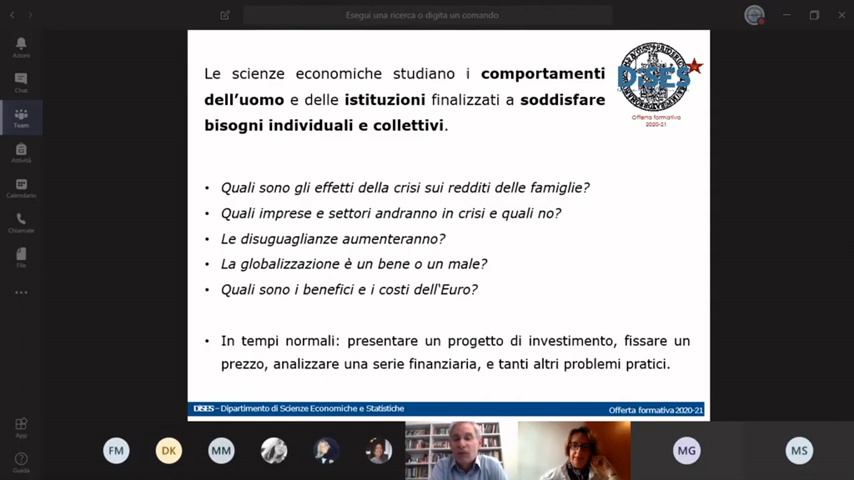 Esegui una ricerca o digita un comando
Attività
Chat
Team
Attività
Calendario
Chiamate
File
App
Guida
Le scienze economiche studiano i comportamenti
dell'uomo e delle istituzioni finalizzati a soddisfare
bisogni individuali e collettivi.
DiSES
Offerta formativa
2020-21
• Quali sono gli effetti della crisi sui redditi delle famiglie?
• Quali imprese e settori andranno in crisi e quali no?
• Le disuguaglianze aumenteranno?
• La globalizzazione è un bene o un male?
• Quali sono i benefici e i costi dell'Euro?
• In tempi normali: presentare un progetto di investimento, fissare un
prezzo, analizzare una serie finanziaria, e tanti altri problemi pratici.
DISES – Dipartimento di Scienze Economiche e Statistiche
Offerta formativa 2020-21
FM
DK
MM
MG
MS